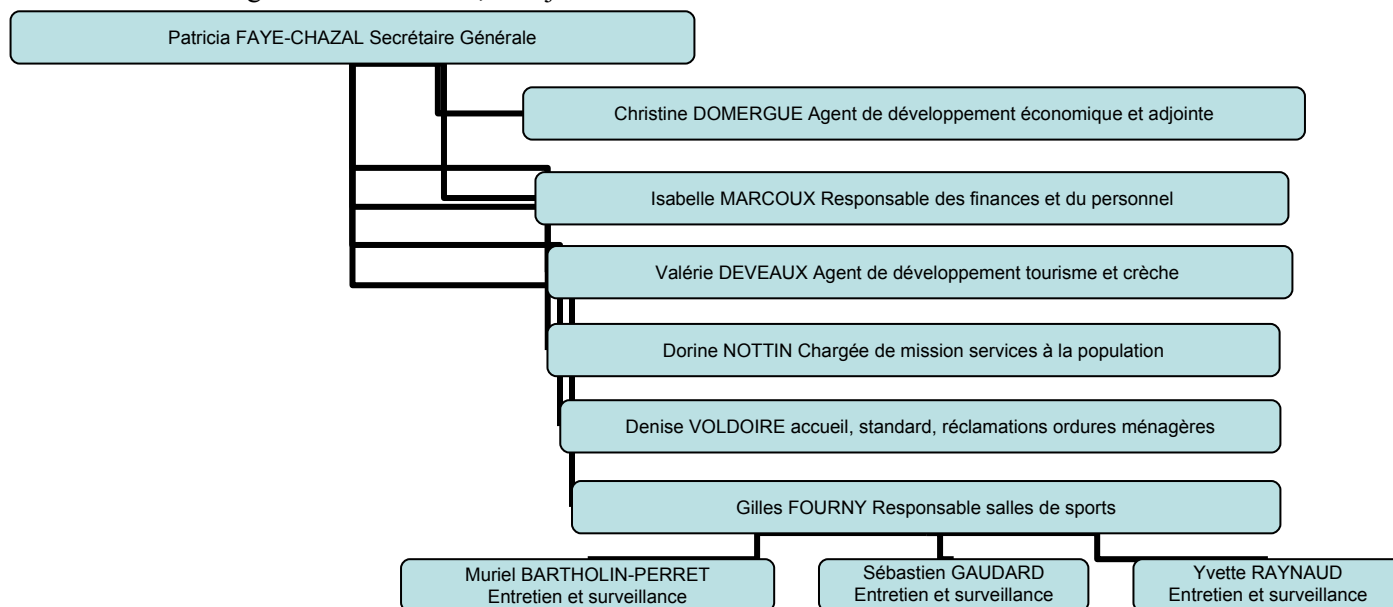 Patricia FAYE-CHAZAL Secrétaire Générale
Christine DOMERGUE Agent de développement économique et adjointe
Isabelle MARCOUX Responsable des finances et du personnel
Valérie DEVEAUX Agent de développement tourisme et crèche
Dorine NOTTIN Chargée de mission services à la population
Denise VOLDOIRE accueil, standard, réclamations ordures ménagères
Gilles FOURNY Responsable salles de sports
Muriel BARTHOLIN-PERRET
Entretien et surveillance
Sébastien GAUDARD
Entretien et surveillance
Yvette RAYNAUD
Entretien et surveillance